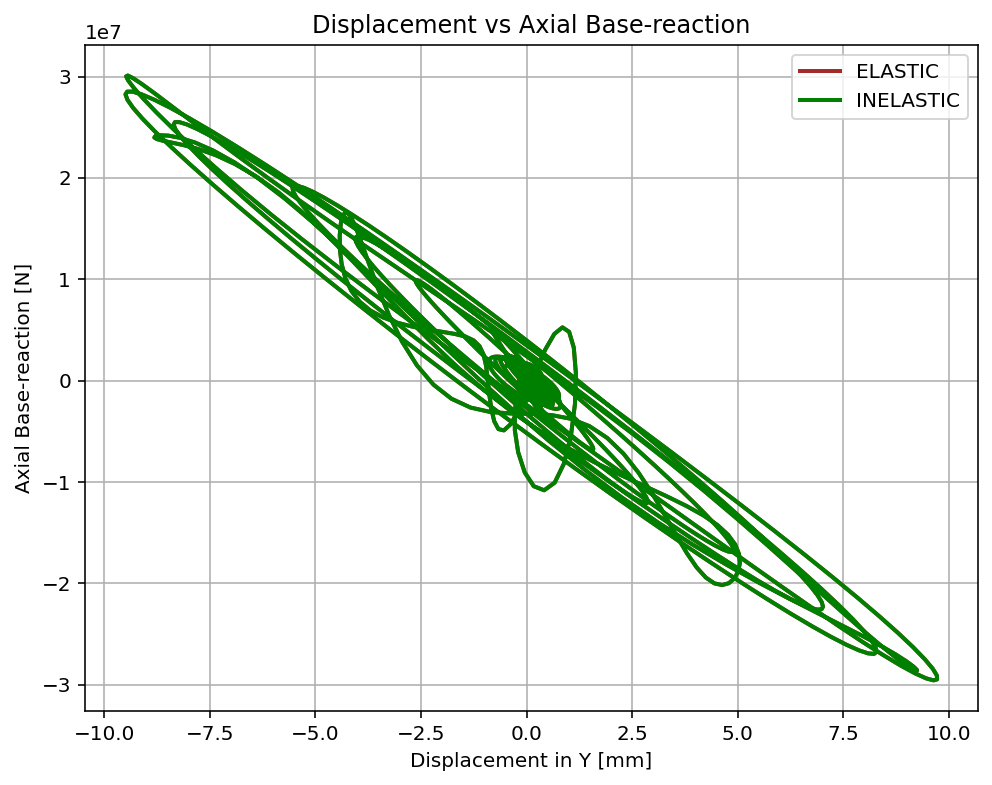 Displacement vs Axial Base-reaction
1e7
ELASTIC
INELASTIC
3
2
1
0
−1
−2
−3
Axial Base-reaction [N]
−10.0 −7.5 −5.0 −2.5 0.0 2.5 5.0 7.5 10.0
Displacement in Y [mm]